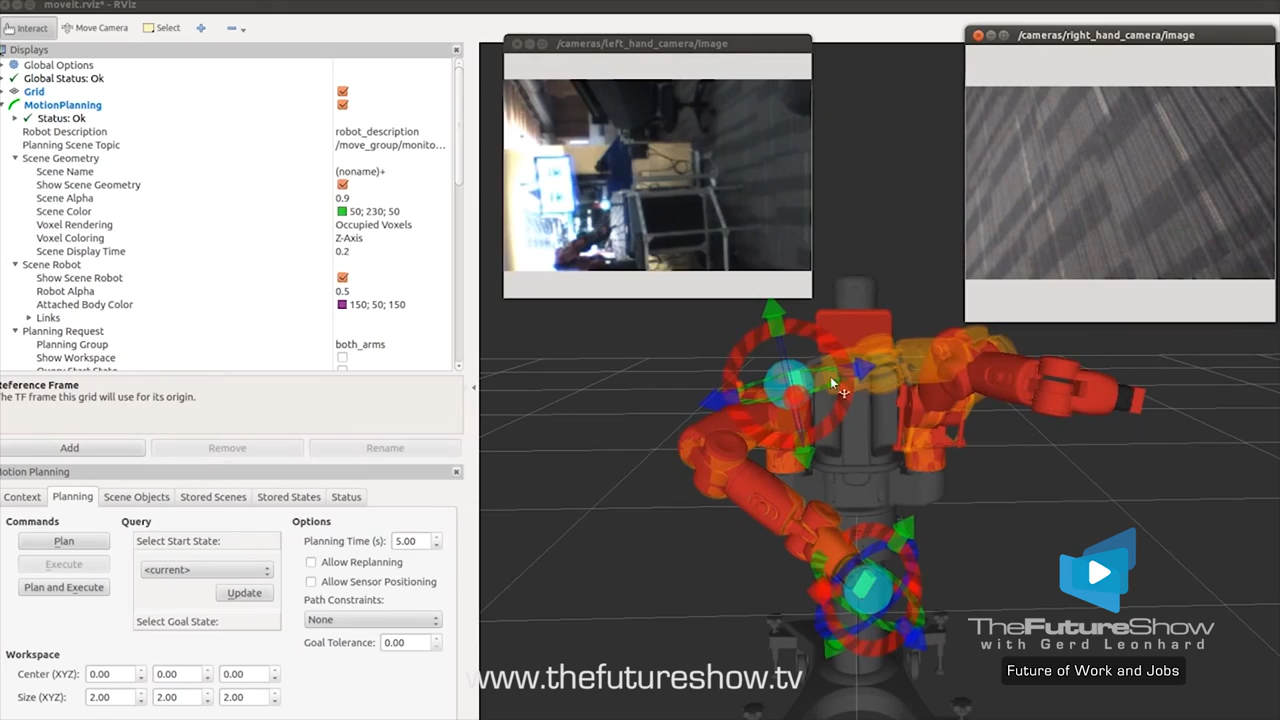 moveit.rviz* - RViz
Interact Move Camera Select
Displays
Global Options
Global Status: Ok
Grid
MotionPlanning
Status: Ok
Robot Description robot_description
Planning Scene Topic /move_group/monito...
Scene Geometry
Scene Name (noname)+
Show Scene Geometry
Scene Alpha 0.9
Scene Color 50; 230; 50
Voxel Rendering Occupied Voxels
Voxel Coloring Z-Axis
Scene Display Time 0.2
Scene Robot
Show Scene Robot
Robot Alpha 0.5
Attached Body Color 150; 50; 150
Links
Planning Request
Planning Group both_arms
Show Workspace
Reference Frame
The TF frame this grid will use for its origin.
Add Remove Rename
Motion Planning
Context Planning Scene Objects Stored Scenes Stored States Status
Commands
Plan
Execute
Plan and Execute
Query
Select Start State:
<current>
Update
Select Goal State:
Options
Planning Time (s): 5.00
Allow Replanning
Allow Sensor Positioning
Path Constraints:
None
Goal Tolerance: 0.00
Workspace
Center (XYZ): 0.00 0.00 0.00
Size (XYZ): 2.00 2.00 2.00
/cameras/left_hand_camera/image
/cameras/right_hand_camera/image
TheFutureShow
with Gerd Leonhard
Future of Work and Jobs
www.thefutureshow.tv